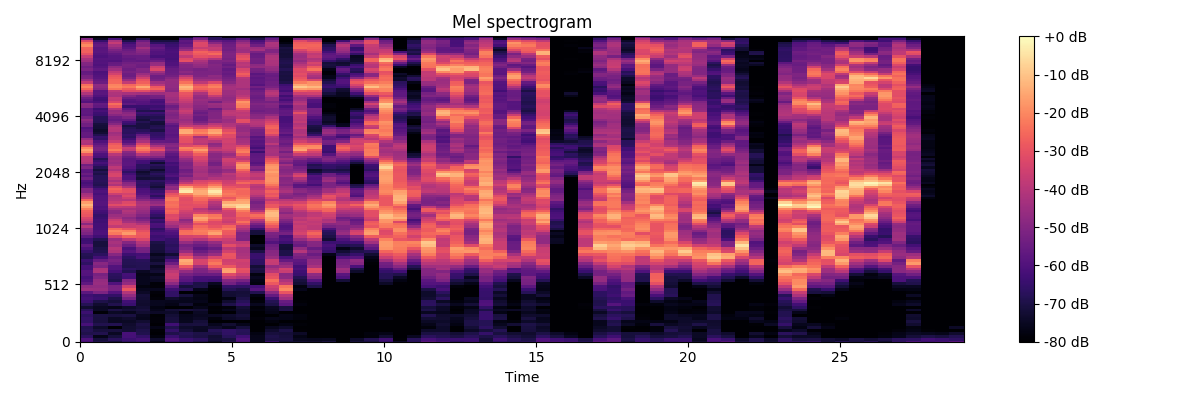 Mel spectrogram
Hz
8192
4096
2048
1024
512
0
0 5 10 15 20 25
Time
+0 dB
-10 dB
-20 dB
-30 dB
-40 dB
-50 dB
-60 dB
-70 dB
-80 dB